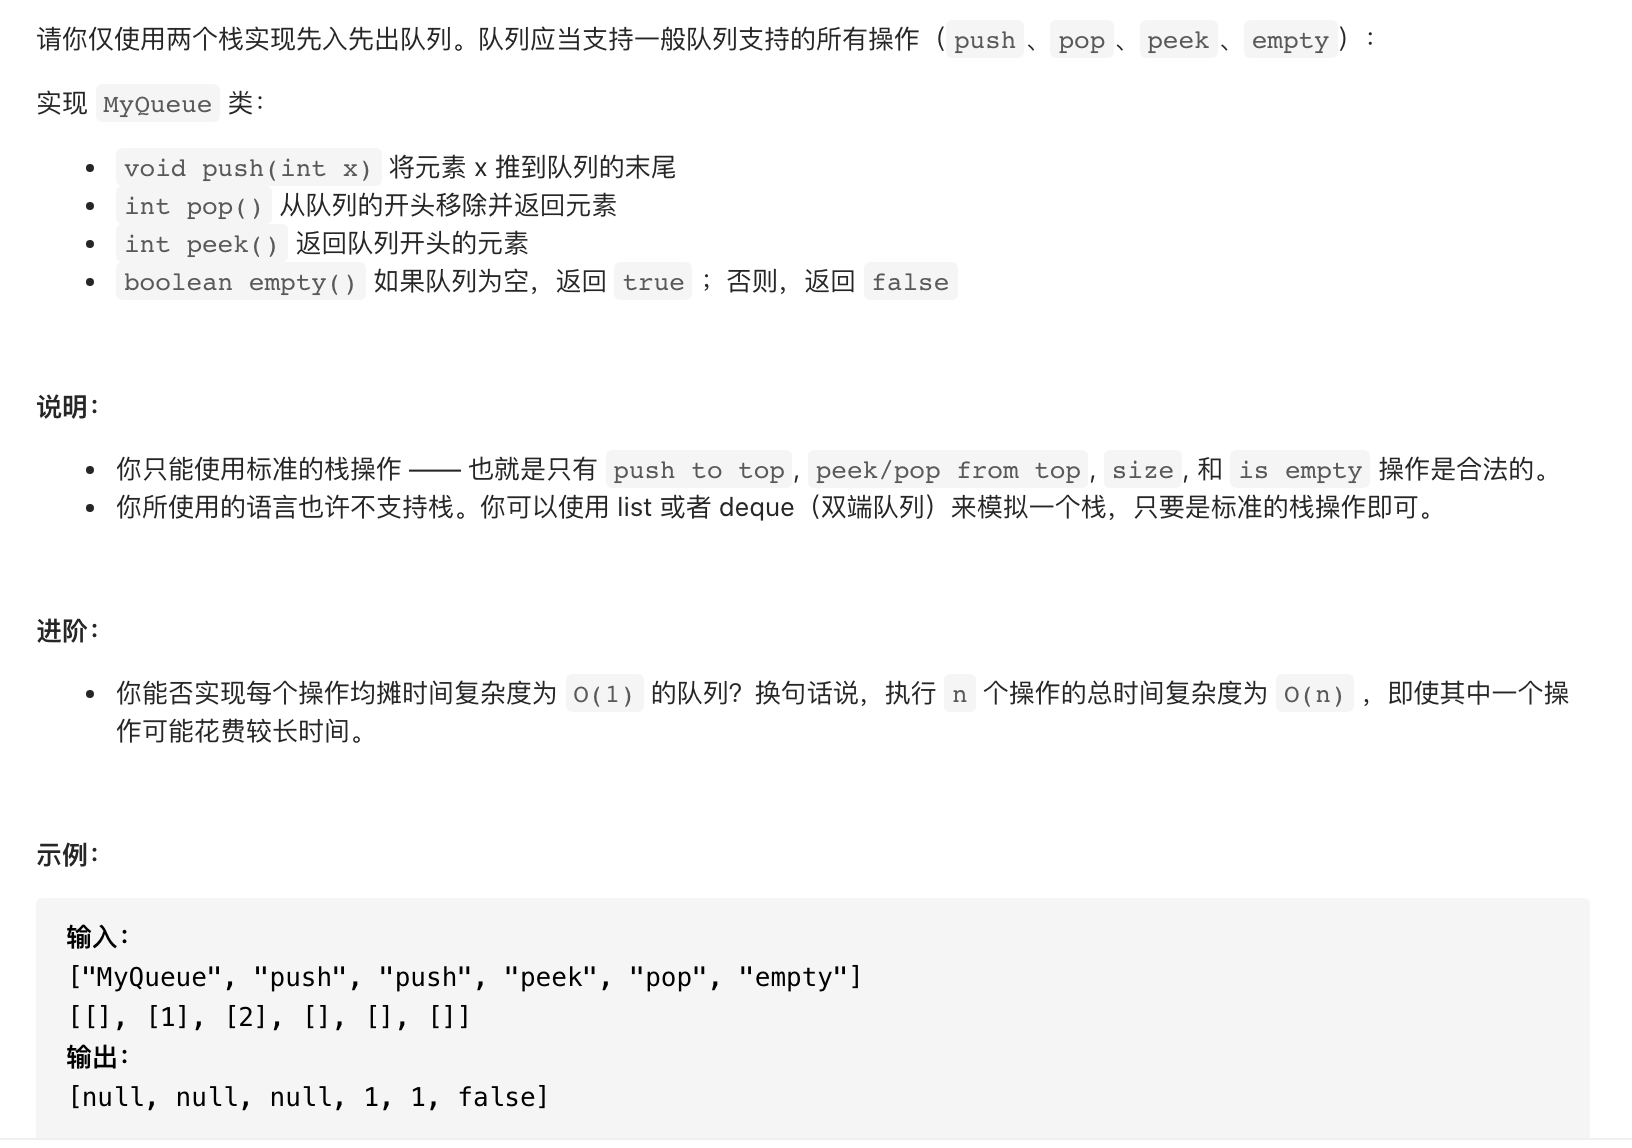 请你仅使用两个栈实现先入先出队列。队列应当支持一般队列支持的所有操作（push、pop、peek、empty）：
实现 MyQueue 类：
void push(int x) 将元素 x 推到队列的末尾
int pop() 从队列的开头移除并返回元素
int peek() 返回队列开头的元素
boolean empty() 如果队列为空，返回 true ；否则，返回 false
说明：
你只能使用标准的栈操作 —— 也就是只有 push to top, peek/pop from top, size, 和 is empty 操作是合法的。
你所使用的语言也许不支持栈。你可以使用 list 或者 deque（双端队列）来模拟一个栈，只要是标准的栈操作即可。
进阶：
你能否实现每个操作均摊时间复杂度为 O(1) 的队列？换句话说，执行 n 个操作的总时间复杂度为 O(n) ，即使其中一个操
作可能花费较长时间。
示例：
输入：
["MyQueue", "push", "push", "peek", "pop", "empty"]
[[], [1], [2], [], [], []]
输出：
[null, null, null, 1, 1, false]